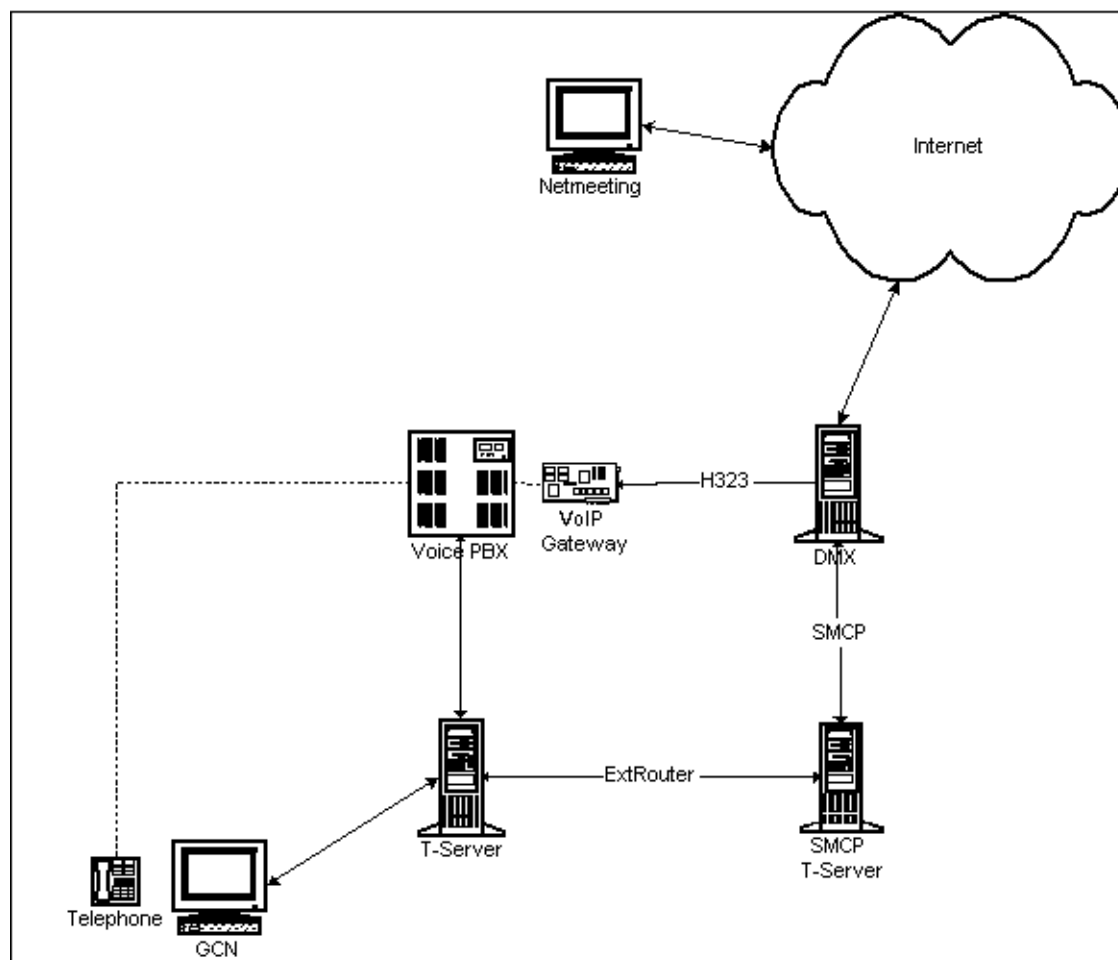 Internet
Netmeeting
H323
VoIP
Gateway
Voice PBX
DMX
SMCP
ExtRouter
T-Server
SMCP
T-Server
Telephone
GCN